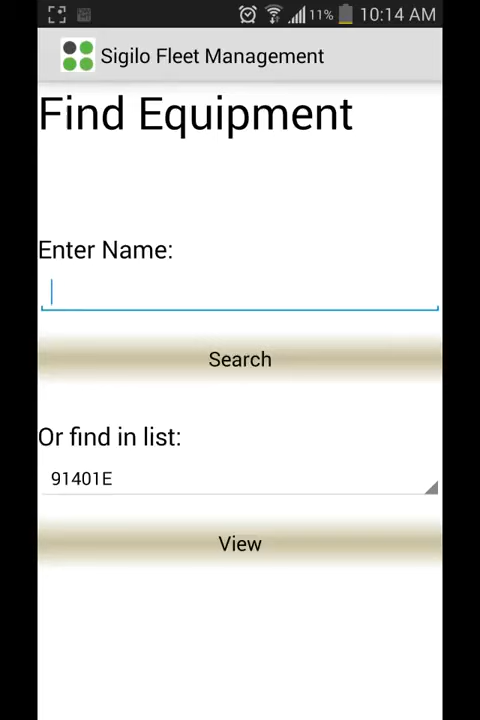 11% 10:14 AM
Sigilo Fleet Management
Find Equipment
Enter Name:
Search
Or find in list:
91401E
View